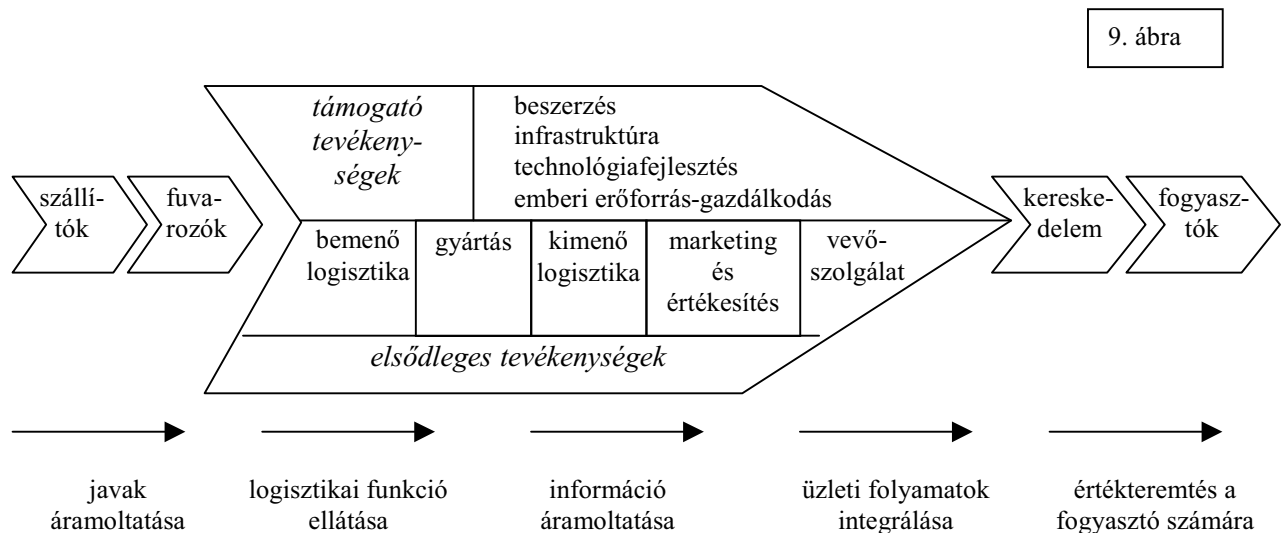 9. ábra
támogató
tevékeny-
ségek
beszerzés
infrastruktúra
technológiafejlesztés
emberi erőforrás-gazdálkodás
szállí-
tók
fuva-
rozók
bemenő
logisztika
gyártás
kimenő
logisztika
marketing
és
értékesítés
vevő-
szolgálat
elsődleges tevékenységek
keres­ke-
delem
fogyasz-
tók
javak
áramoltatása
logisztikai funkció
ellátása
információ
áramoltatása
üzleti folyamatok
integrálása
értékteremtés a
fogyasztó számára